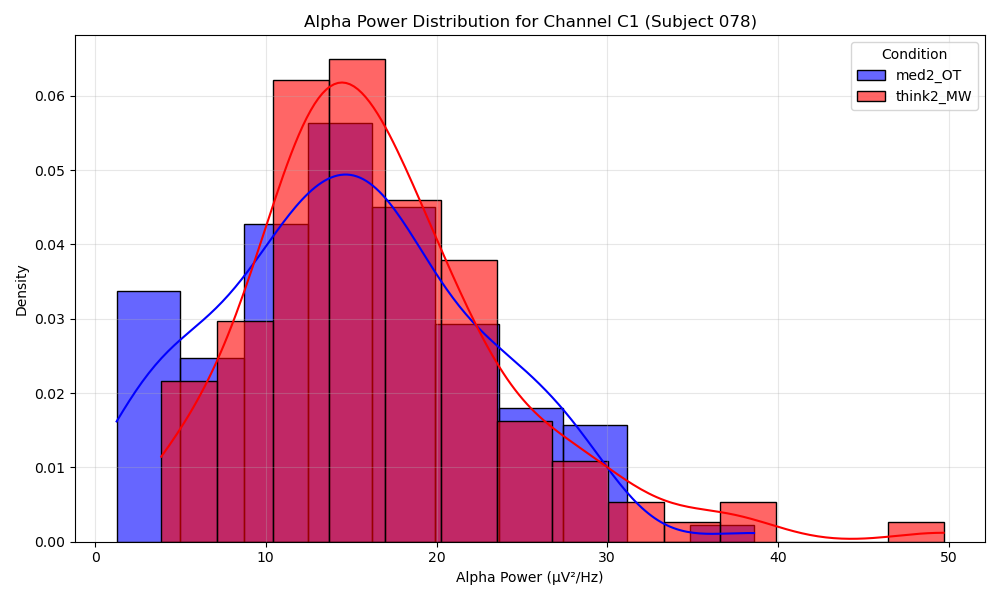 Alpha Power Distribution for Channel C1 (Subject 078)
Condition
med2_OT
think2_MW
Density
0.06
0.05
0.04
0.03
0.02
0.01
0.00
0
10
20
30
40
50
Alpha Power (µV²/Hz)